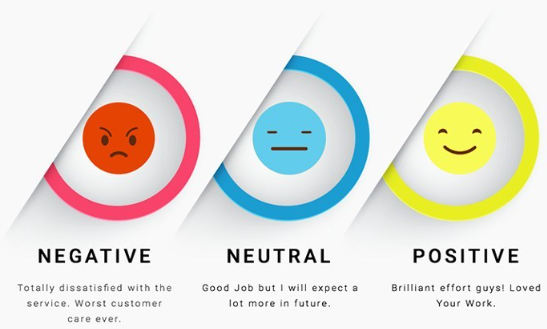 NEGATIVE
Totally dissatisfied with the
service. Worst customer
care ever.
NEUTRAL
Good Job but I will expect a
lot more in future.
POSITIVE
Brilliant effort guys! Loved
Your Work.